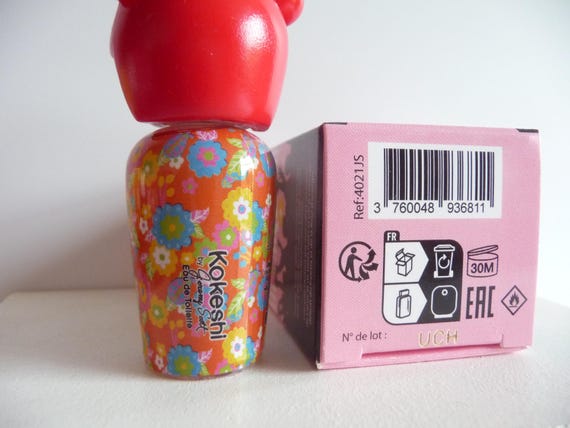 Kokeshi
by Jeremy Scott
Eau de Toilette
Ref:4021JS
3 760048 936811
FR
30M
EAC
N° de lot :
UCH